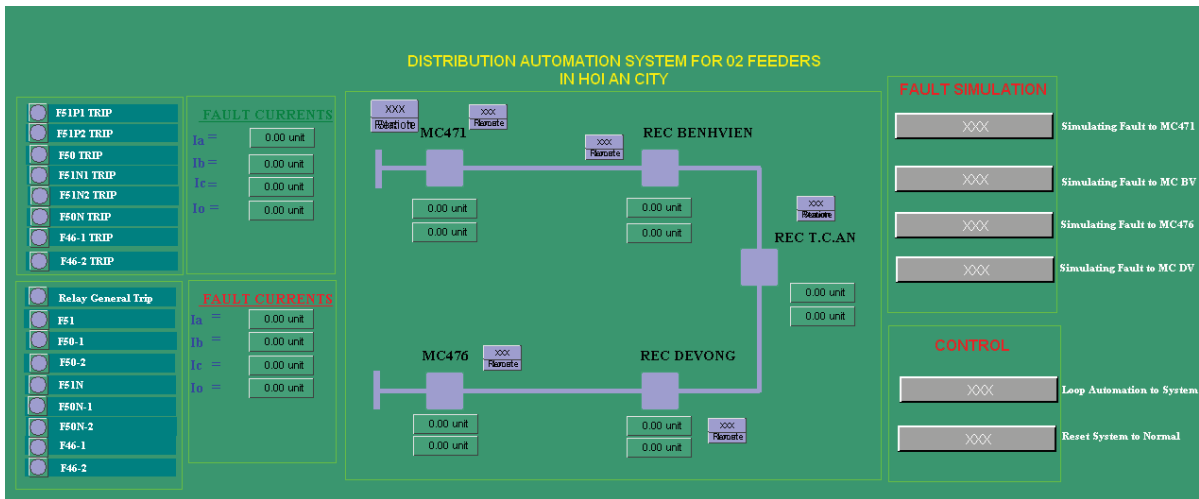 DISTRIBUTION AUTOMATION SYSTEM FOR 02 FEEDERS
IN HOI AN CITY
F51P1 TRIP
F51P2 TRIP
F50 TRIP
F51N1 TRIP
F51N2 TRIP
F50N TRIP
F46-1 TRIP
F46-2 TRIP
FAULT CURRENTS
Ia = 0.00 unit
Ib = 0.00 unit
Ic = 0.00 unit
Io = 0.00 unit
Relay General Trip
F51
F50-1
F50-2
F51N
F50N-1
F50N-2
F46-1
F46-2
FAULT CURRENTS
Ia = 0.00 unit
Ib = 0.00 unit
Ic = 0.00 unit
Io = 0.00 unit
XXX
MC471
XXX
0.00 unit
0.00 unit
XXX
REC BENHVIEN
0.00 unit
0.00 unit
XXX
REC T.C.AN
0.00 unit
0.00 unit
MC476
XXX
0.00 unit
0.00 unit
REC DEVONG
0.00 unit
0.00 unit
XXX
FAULT SIMULATION
XXX Simulating Fault to MC471
XXX Simulating Fault to MC BV
XXX Simulating Fault to MC476
XXX Simulating Fault to MC DV
CONTROL
XXX Loop Automation to System
XXX Reset System to Normal